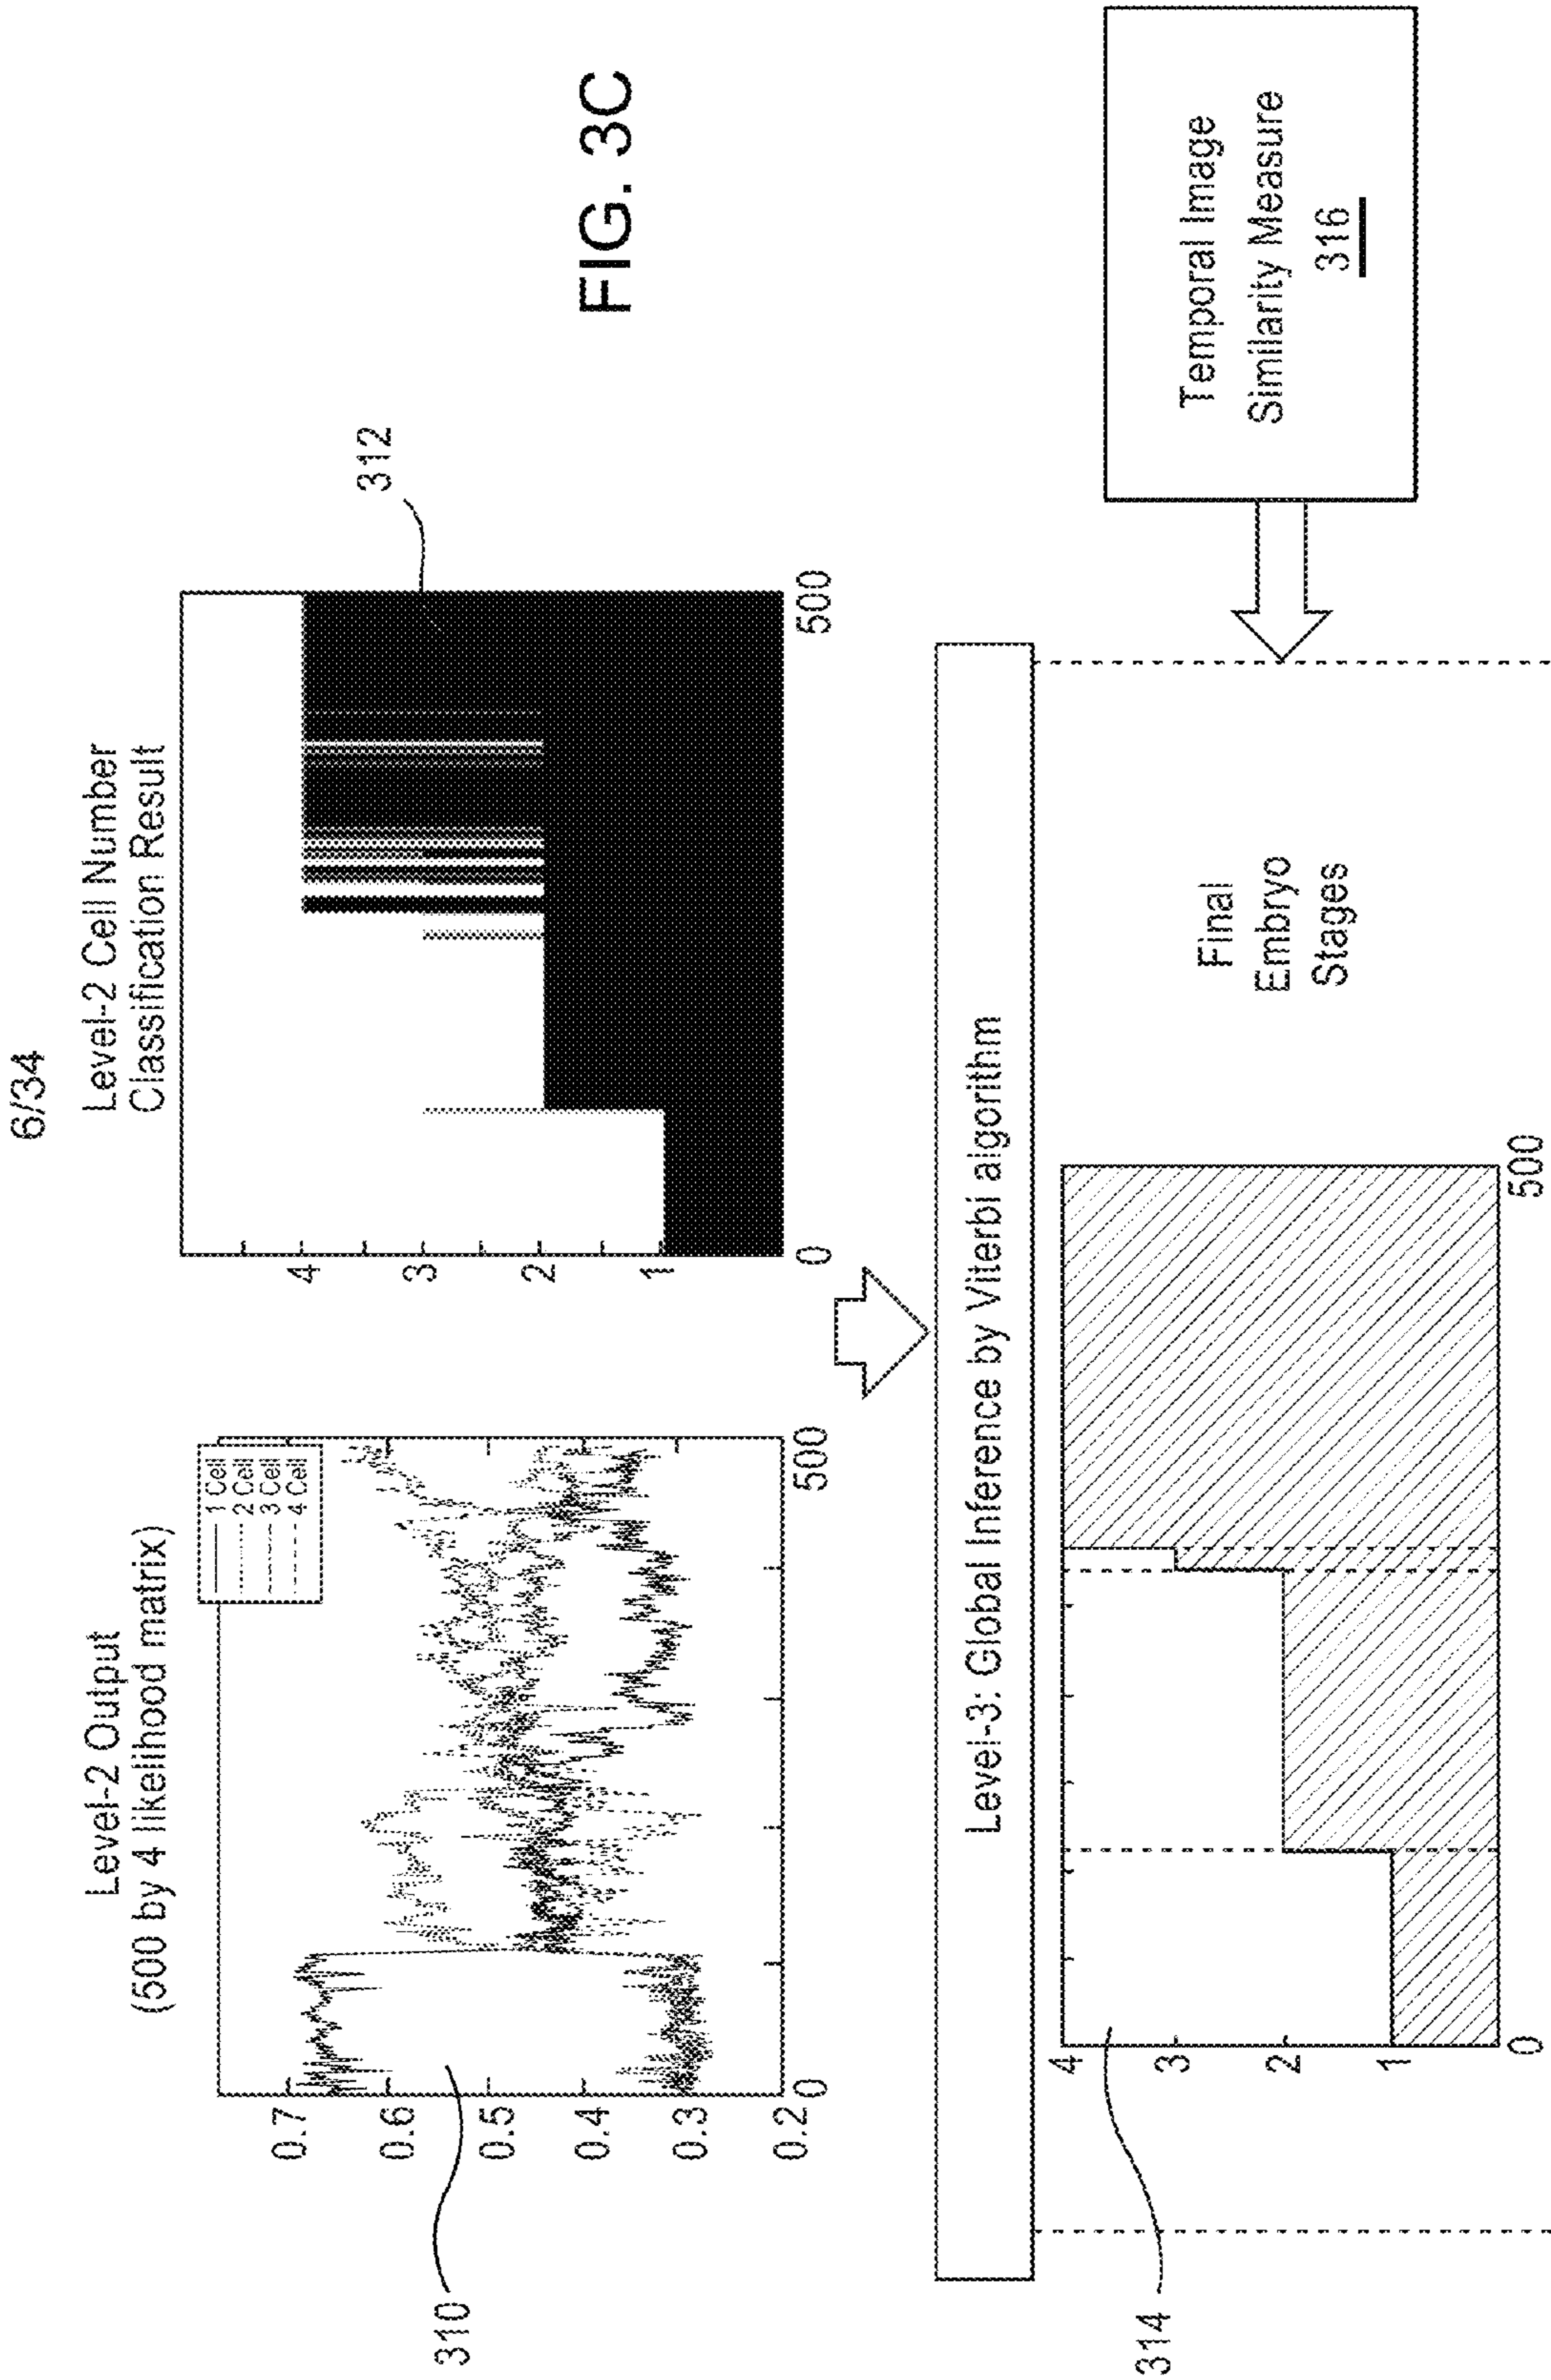 6/34
Level-2 Output
(500 by 4 likelihood matrix)
1 Cell
2 Cell
3 Cell
4 Cell
0.7
0.6
0.5
0.4
0.3
0.2
0
500
310
Level-2 Cell Number
Classification Result
4
3
2
1
0
500
312
FIG. 3C
Level-3: Global Inference by Viterbi algorithm
4
3
2
1
0
500
314
Final
Embryo
Stages
Temporal Image
Similarity Measure
316